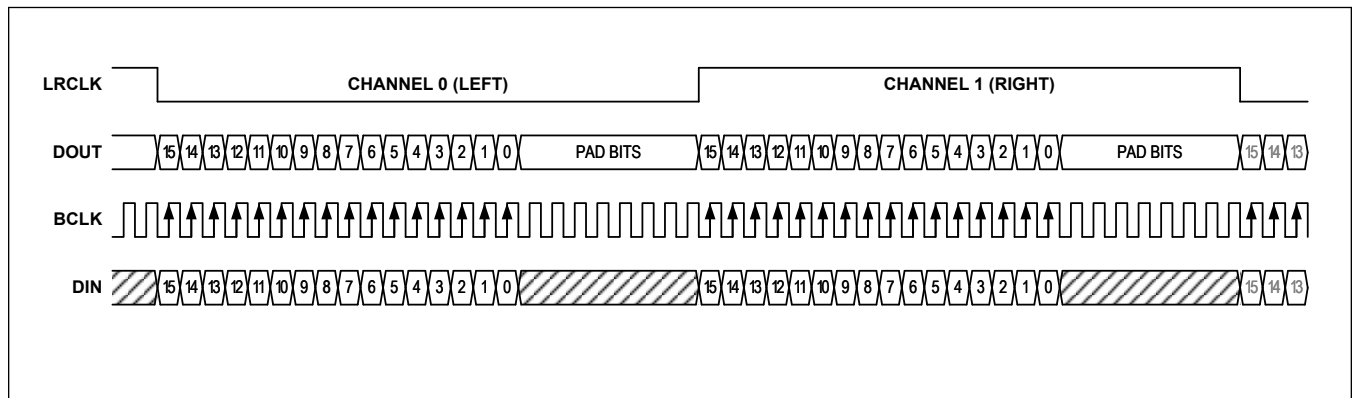 LRCLK CHANNEL 0 (LEFT) CHANNEL 1 (RIGHT)
DOUT 15 14 13 12 11 10 9 8 7 6 5 4 3 2 1 0 PAD BITS 15 14 13 12 11 10 9 8 7 6 5 4 3 2 1 0 PAD BITS 15 14 13
BCLK
DIN 15 14 13 12 11 10 9 8 7 6 5 4 3 2 1 0 15 14 13 12 11 10 9 8 7 6 5 4 3 2 1 0 15 14 13